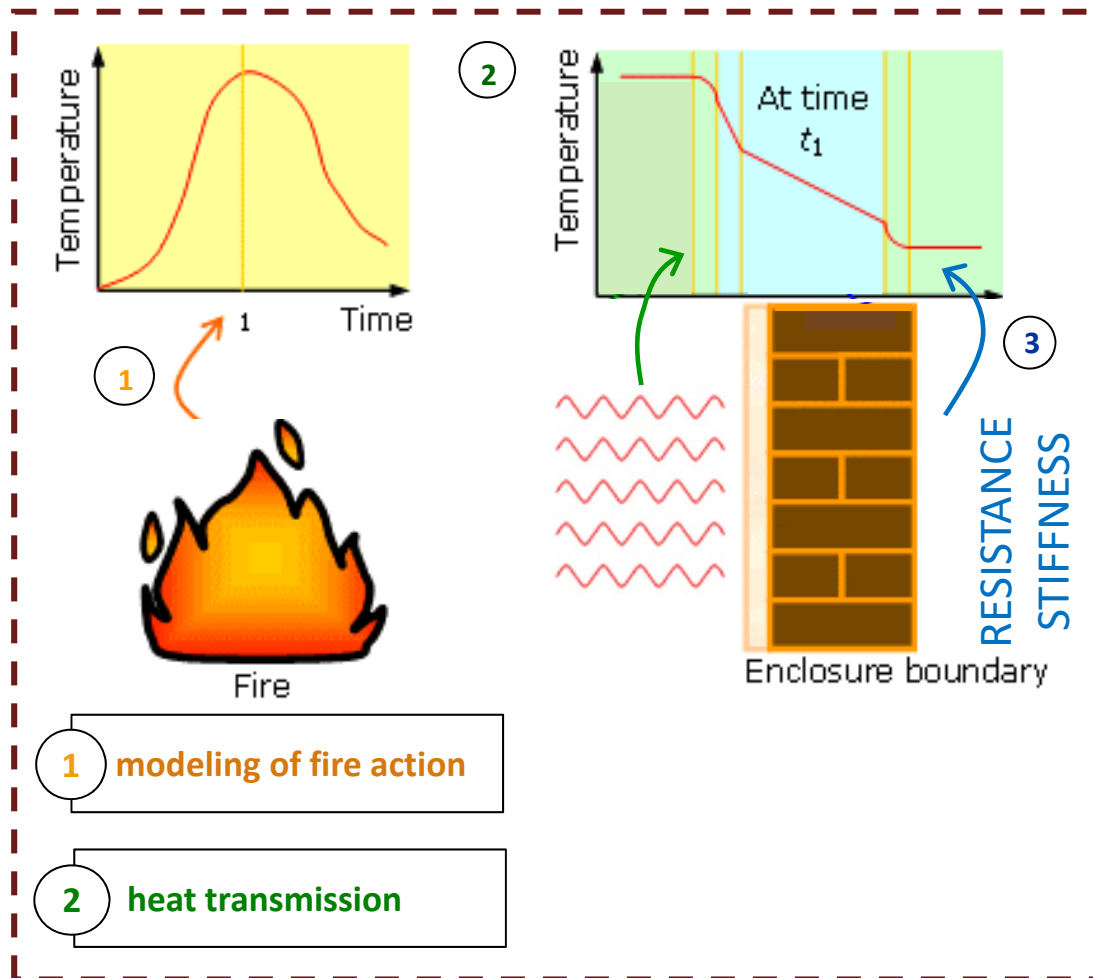 Temperature
1
Time
1
Fire
2
Temperature
At time
t1
3
RESISTANCE
STIFFNESS
Enclosure boundary
1 modeling of fire action
2 heat transmission